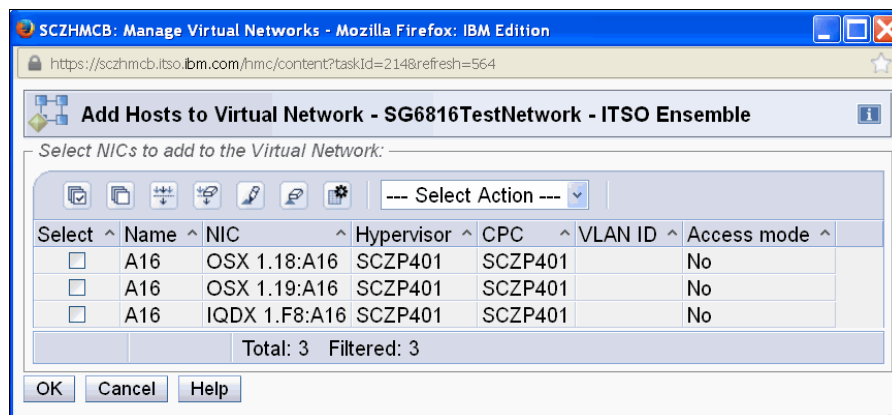 SCZHMCB: Manage Virtual Networks - Mozilla Firefox: IBM Edition
https://sczhmcb.itso.ibm.com/hmc/content?taskId=214&refresh=564
Add Hosts to Virtual Network - SG6816TestNetwork - ITSO Ensemble
i
Select NICs to add to the Virtual Network:
--- Select Action ---
Select ^ Name ^ NIC ^ Hypervisor ^ CPC ^ VLAN ID ^ Access mode ^
A16 OSX 1.18:A16 SCZP401 SCZP401 No
A16 OSX 1.19:A16 SCZP401 SCZP401 No
A16 IQDX 1.F8:A16 SCZP401 SCZP401 No
Total: 3 Filtered: 3
OK Cancel Help